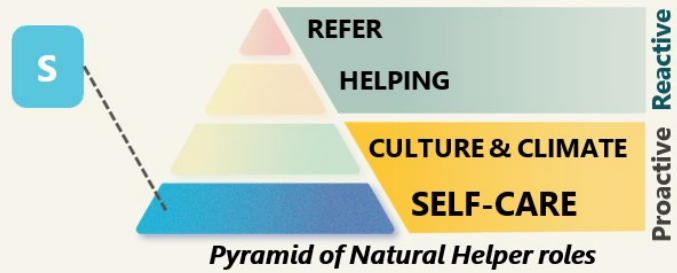 S
REFER
HELPING
Reactive
CULTURE & CLIMATE
SELF-CARE
Proactive
Pyramid of Natural Helper roles